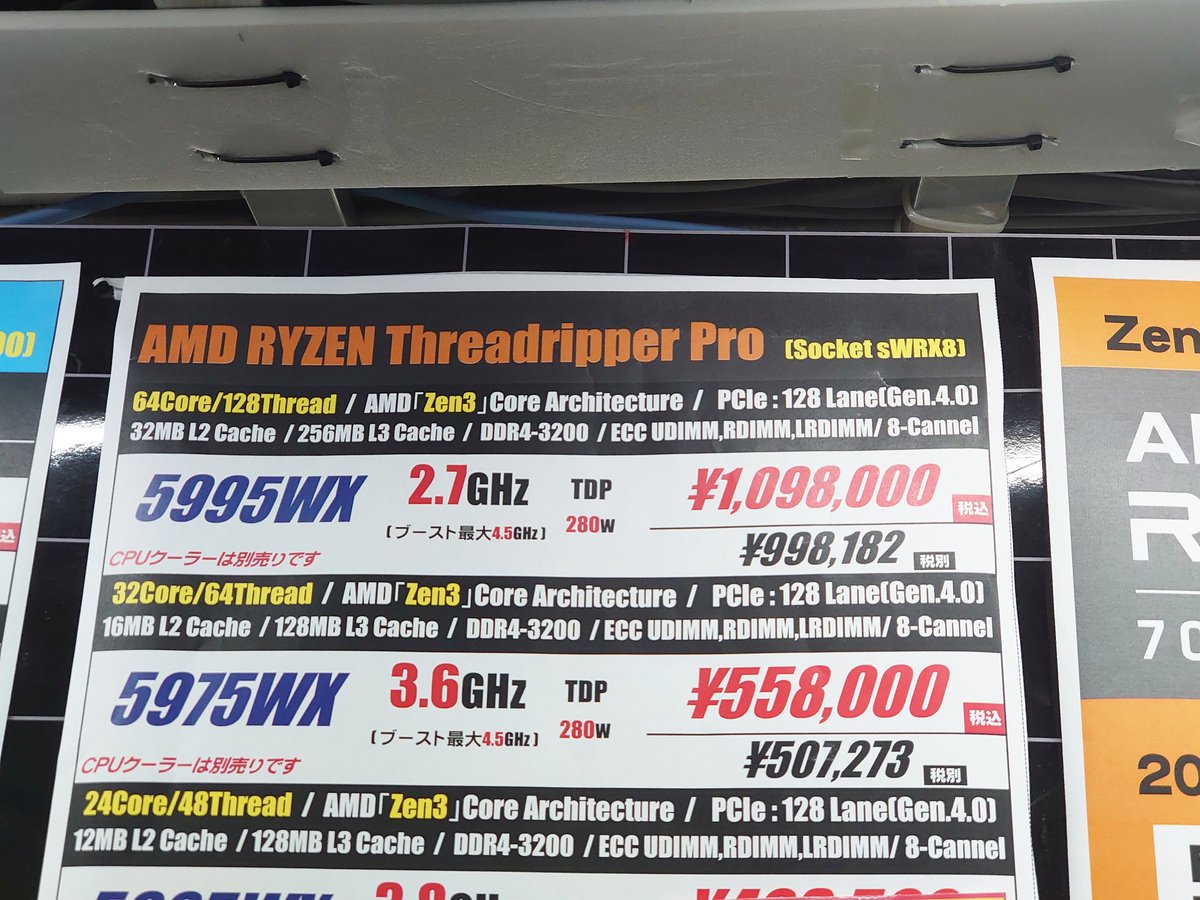 AMD RYZEN Threadripper Pro (Socket sWRX8)
64Core/128Thread / AMD「Zen3」Core Architecture / PCIe : 128 Lane(Gen.4.0)
32MB L2 Cache / 256MB L3 Cache / DDR4-3200 / ECC UDIMM,RDIMM,LRDIMM/ 8-Cannel
5995WX 2.7GHz TDP ¥1,098,000 税込
(ブースト最大4.5GHz) 280W
¥998,182 税別
CPUクーラーは別売りです
32Core/64Thread / AMD「Zen3」Core Architecture / PCIe : 128 Lane(Gen.4.0)
16MB L2 Cache / 128MB L3 Cache / DDR4-3200 / ECC UDIMM,RDIMM,LRDIMM/ 8-Cannel
5975WX 3.6GHz TDP ¥558,000 税込
(ブースト最大4.5GHz) 280W
¥507,273 税別
CPUクーラーは別売りです
24Core/48Thread / AMD「Zen3」Core Architecture / PCIe : 128 Lane(Gen.4.0)
12MB L2 Cache / 128MB L3 Cache / DDR4-3200 / ECC UDIMM,RDIMM,LRDIMM/ 8-Cannel
00)
税込
Zen
R
70
20